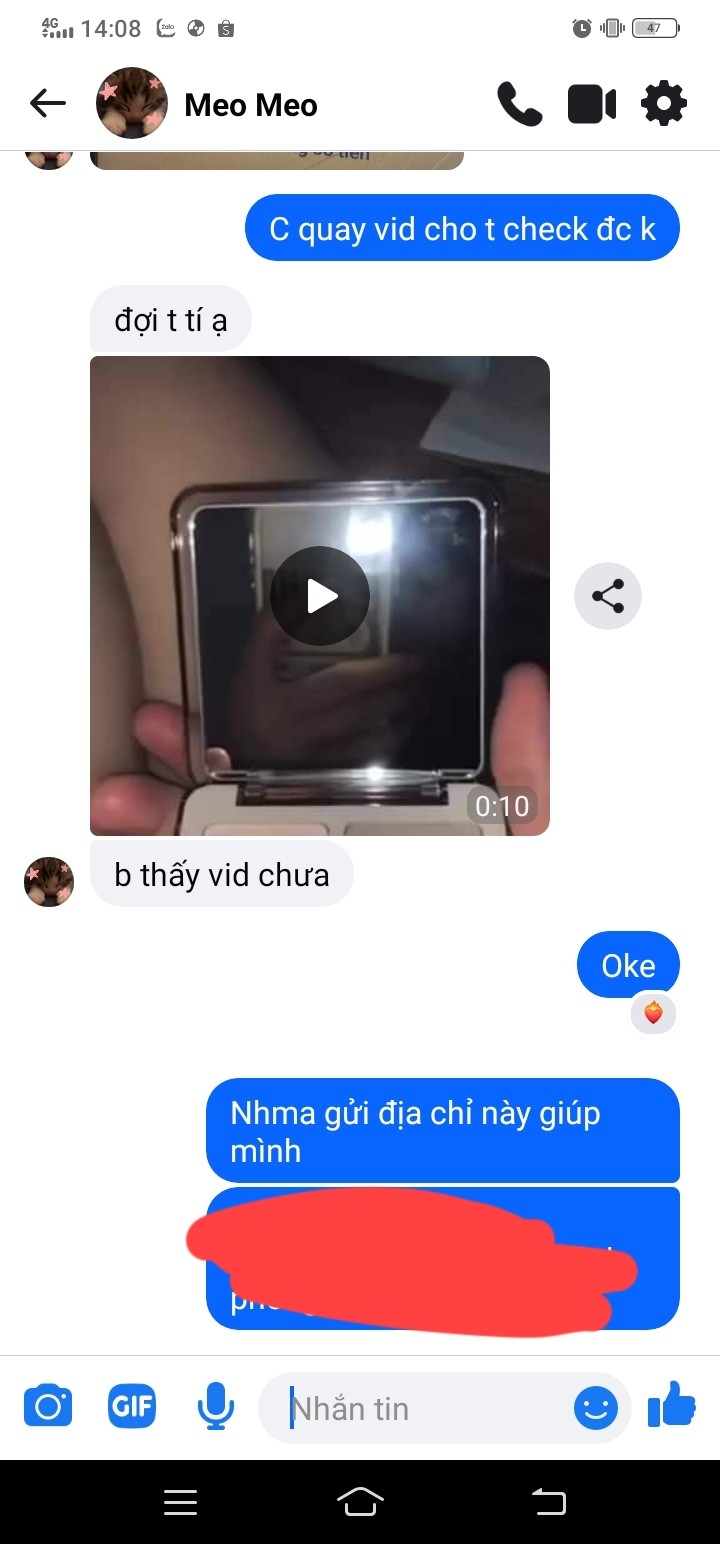 4G 14:08 Zalo 47
Meo Meo
C quay vid cho t check đc k
đợi t tí ạ
0:10
b thấy vid chưa
Oke
Nhma gửi địa chỉ này giúp
mình
GIF
Nhắn tin